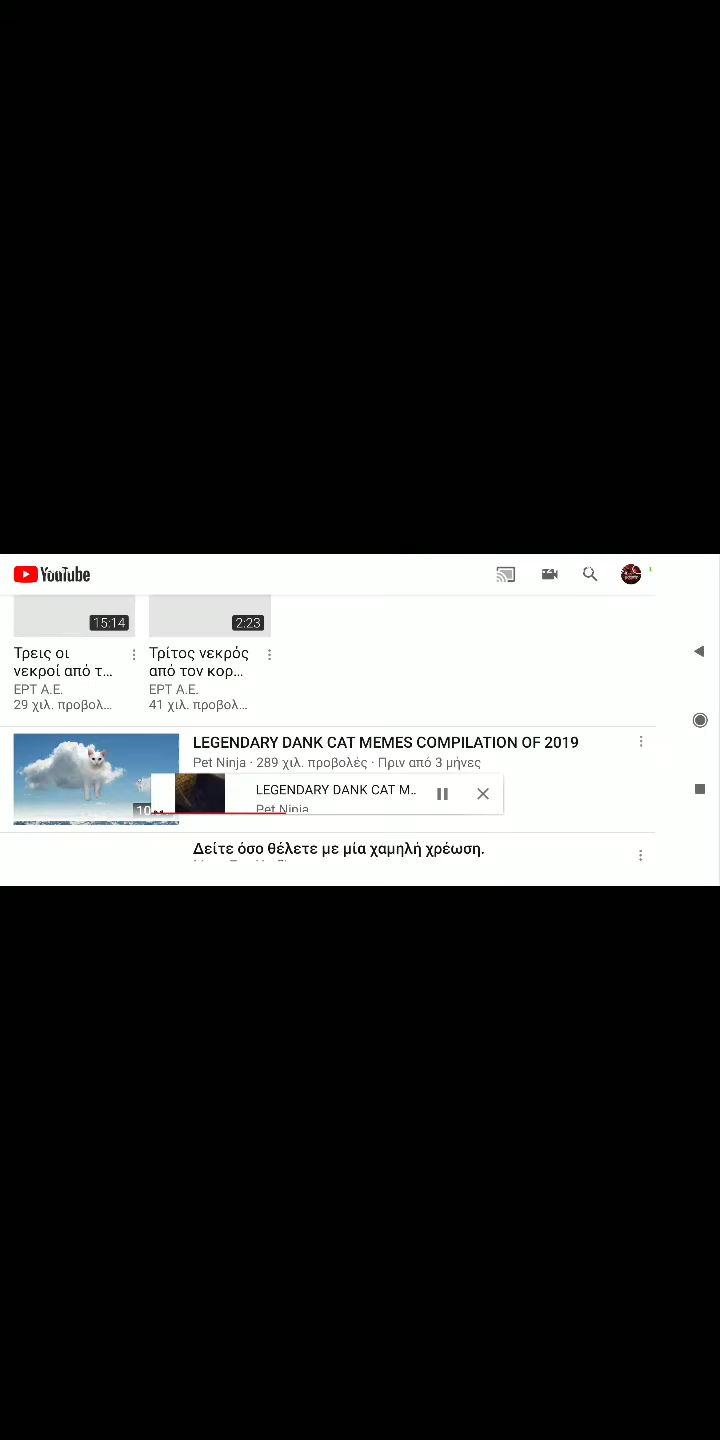 YouTube
15:14
2:23
Τρεις οι
νεκροί από τ...
ΕΡΤ Α.Ε.
29 χιλ. προβολ...
Τρίτος νεκρός
από τον κορ...
ΕΡΤ Α.Ε.
41 χιλ. προβολ...
LEGENDARY DANK CAT MEMES COMPILATION OF 2019
Pet Ninja · 289 χιλ. προβολές · Πριν από 3 μήνες
LEGENDARY DANK CAT M..
Pet Ninja
Δείτε όσο θέλετε με μία χαμηλή χρέωση.